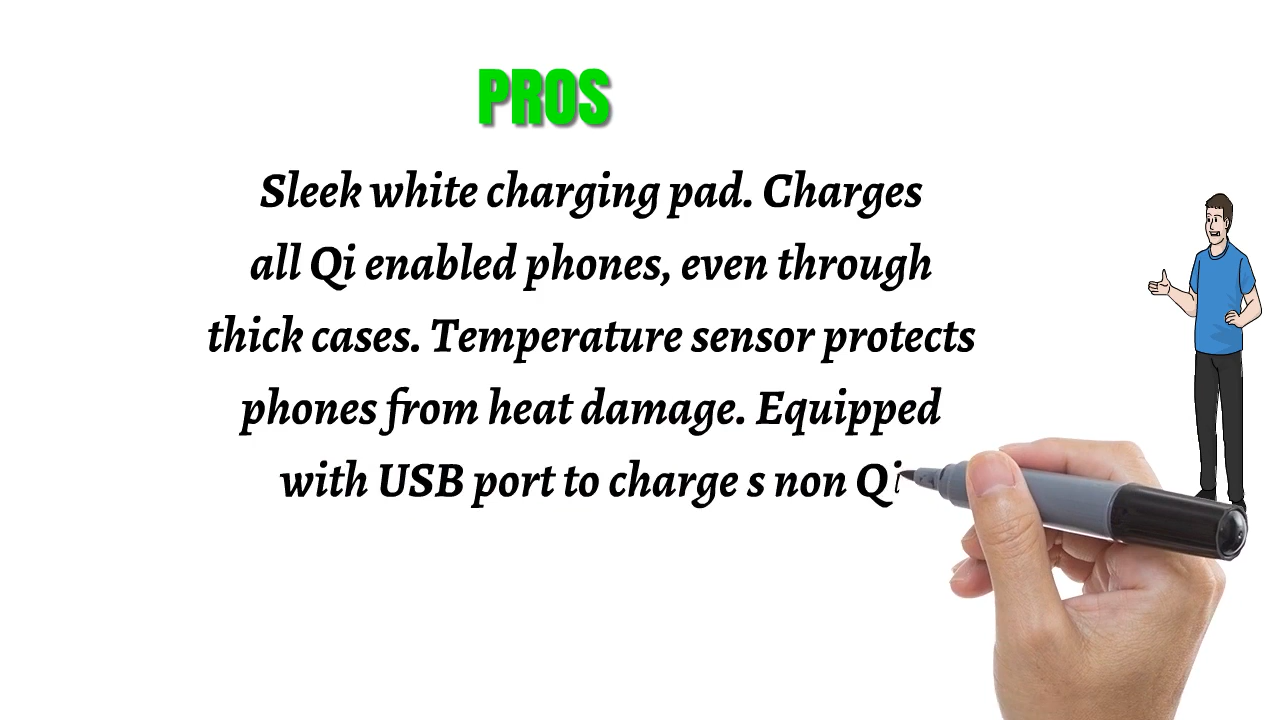 PROS
Sleek white charging pad. Charges
all Qi enabled phones, even through
thick cases. Temperature sensor protects
phones from heat damage. Equipped
with USB port to charge s non Qi